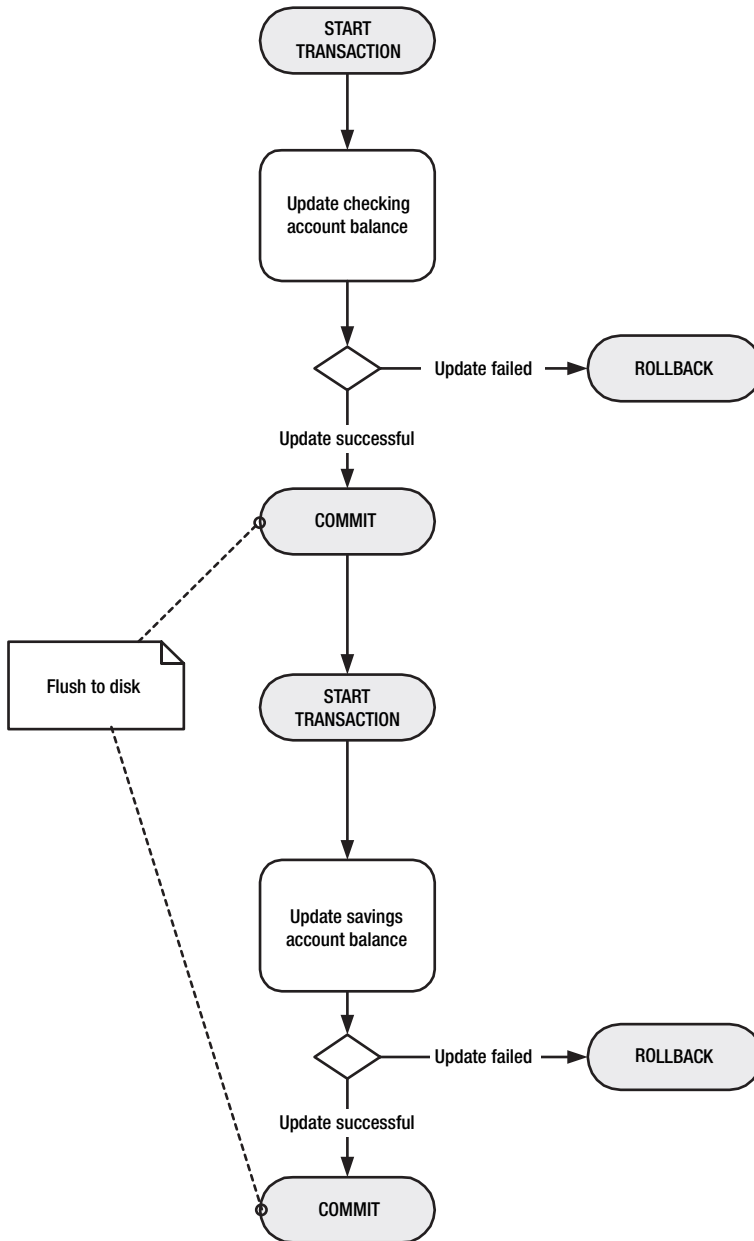 START
TRANSACTION
Update checking
account balance
Update failed
ROLLBACK
Update successful
COMMIT
Flush to disk
START
TRANSACTION
Update savings
account balance
Update failed
ROLLBACK
Update successful
COMMIT